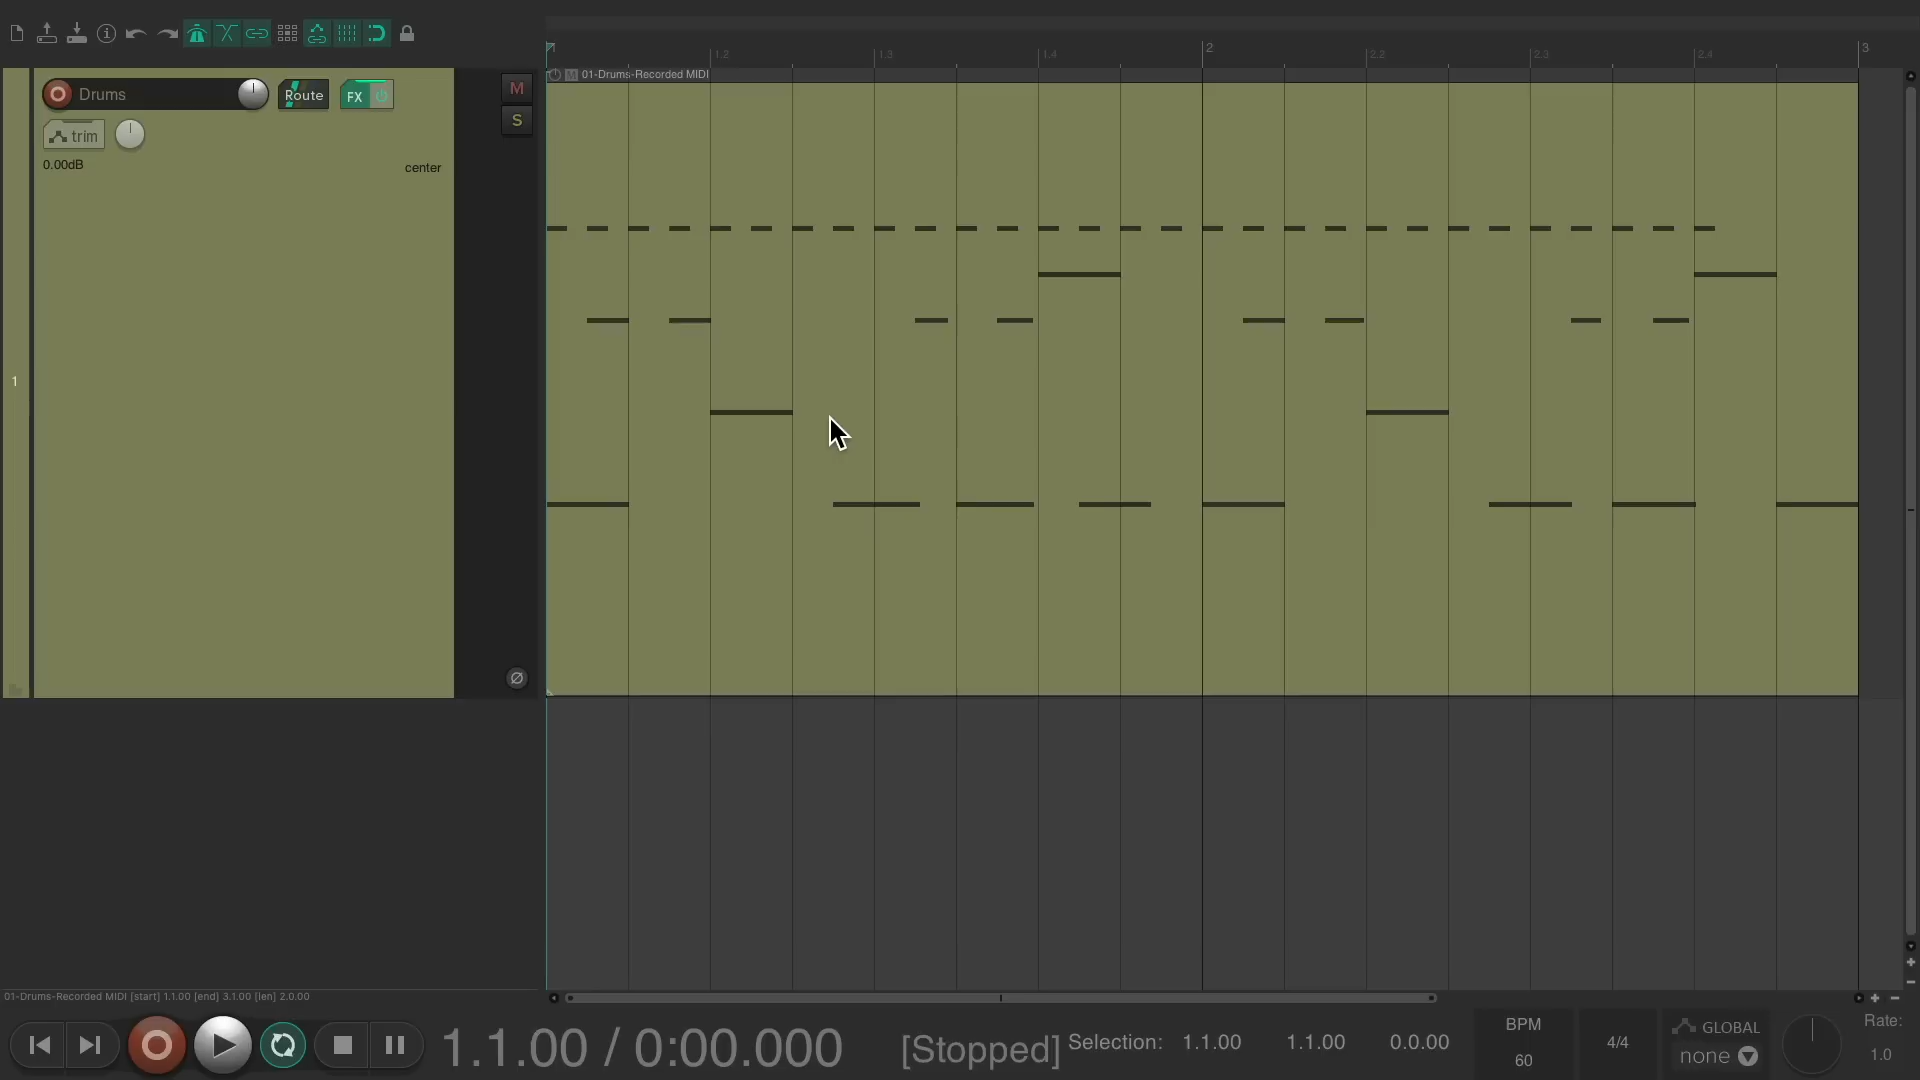 1.2
1.3
1.4
2
2.2
2.3
2.4
3
M 01-Drums-Recorded MIDI
Drums
Route
FX
M
S
trim
0.00dB
center
1
01-Drums-Recorded MIDI [start] 1.1.00 [end] 3.1.00 [len] 2.0.00
1.1.00 / 0:00.000
[Stopped]
Selection:
1.1.00
1.1.00
0.0.00
BPM
60
4/4
GLOBAL
none
Rate:
1.0